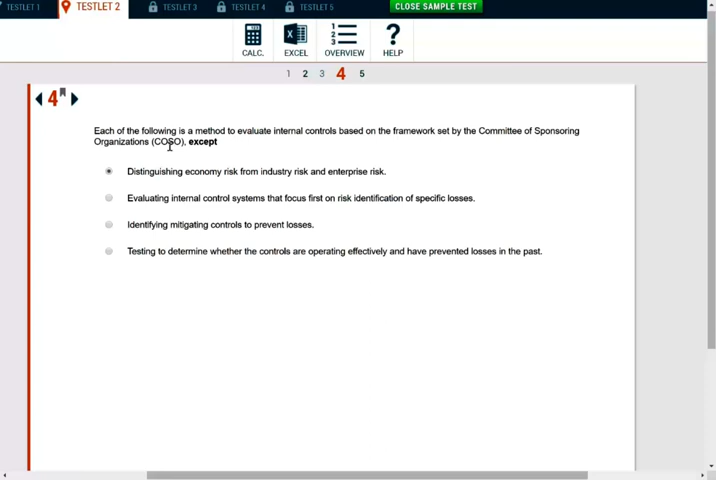 TESTLET 1
TESTLET 2
TESTLET 3
TESTLET 4
TESTLET 5
CLOSE SAMPLE TEST
CALC.
EXCEL
OVERVIEW
HELP
1 2 3 4 5
4
Each of the following is a method to evaluate internal controls based on the framework set by the Committee of Sponsoring
Organizations (COSO), except
Distinguishing economy risk from industry risk and enterprise risk.
Evaluating internal control systems that focus first on risk identification of specific losses.
Identifying mitigating controls to prevent losses.
Testing to determine whether the controls are operating effectively and have prevented losses in the past.